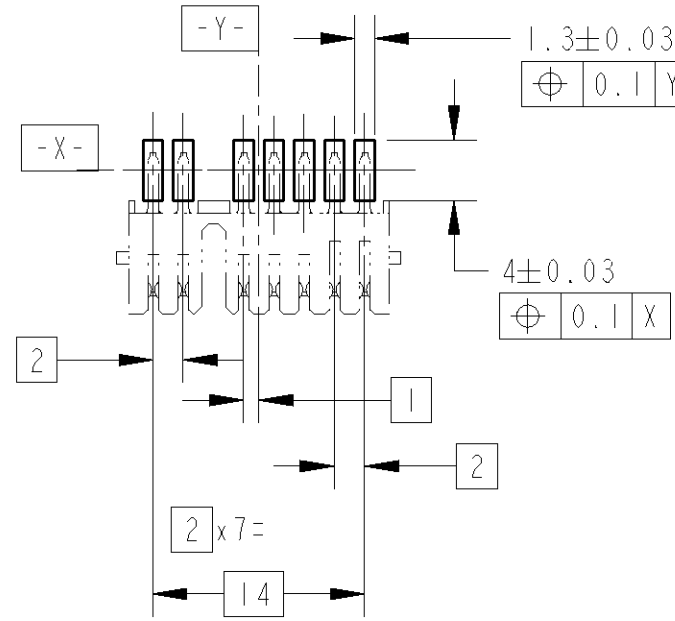 -Y-
1.3±0.03
⌖ 0.1 Y
-X-
4±0.03
⌖ 0.1 X
2
1
2
2 x7=
14